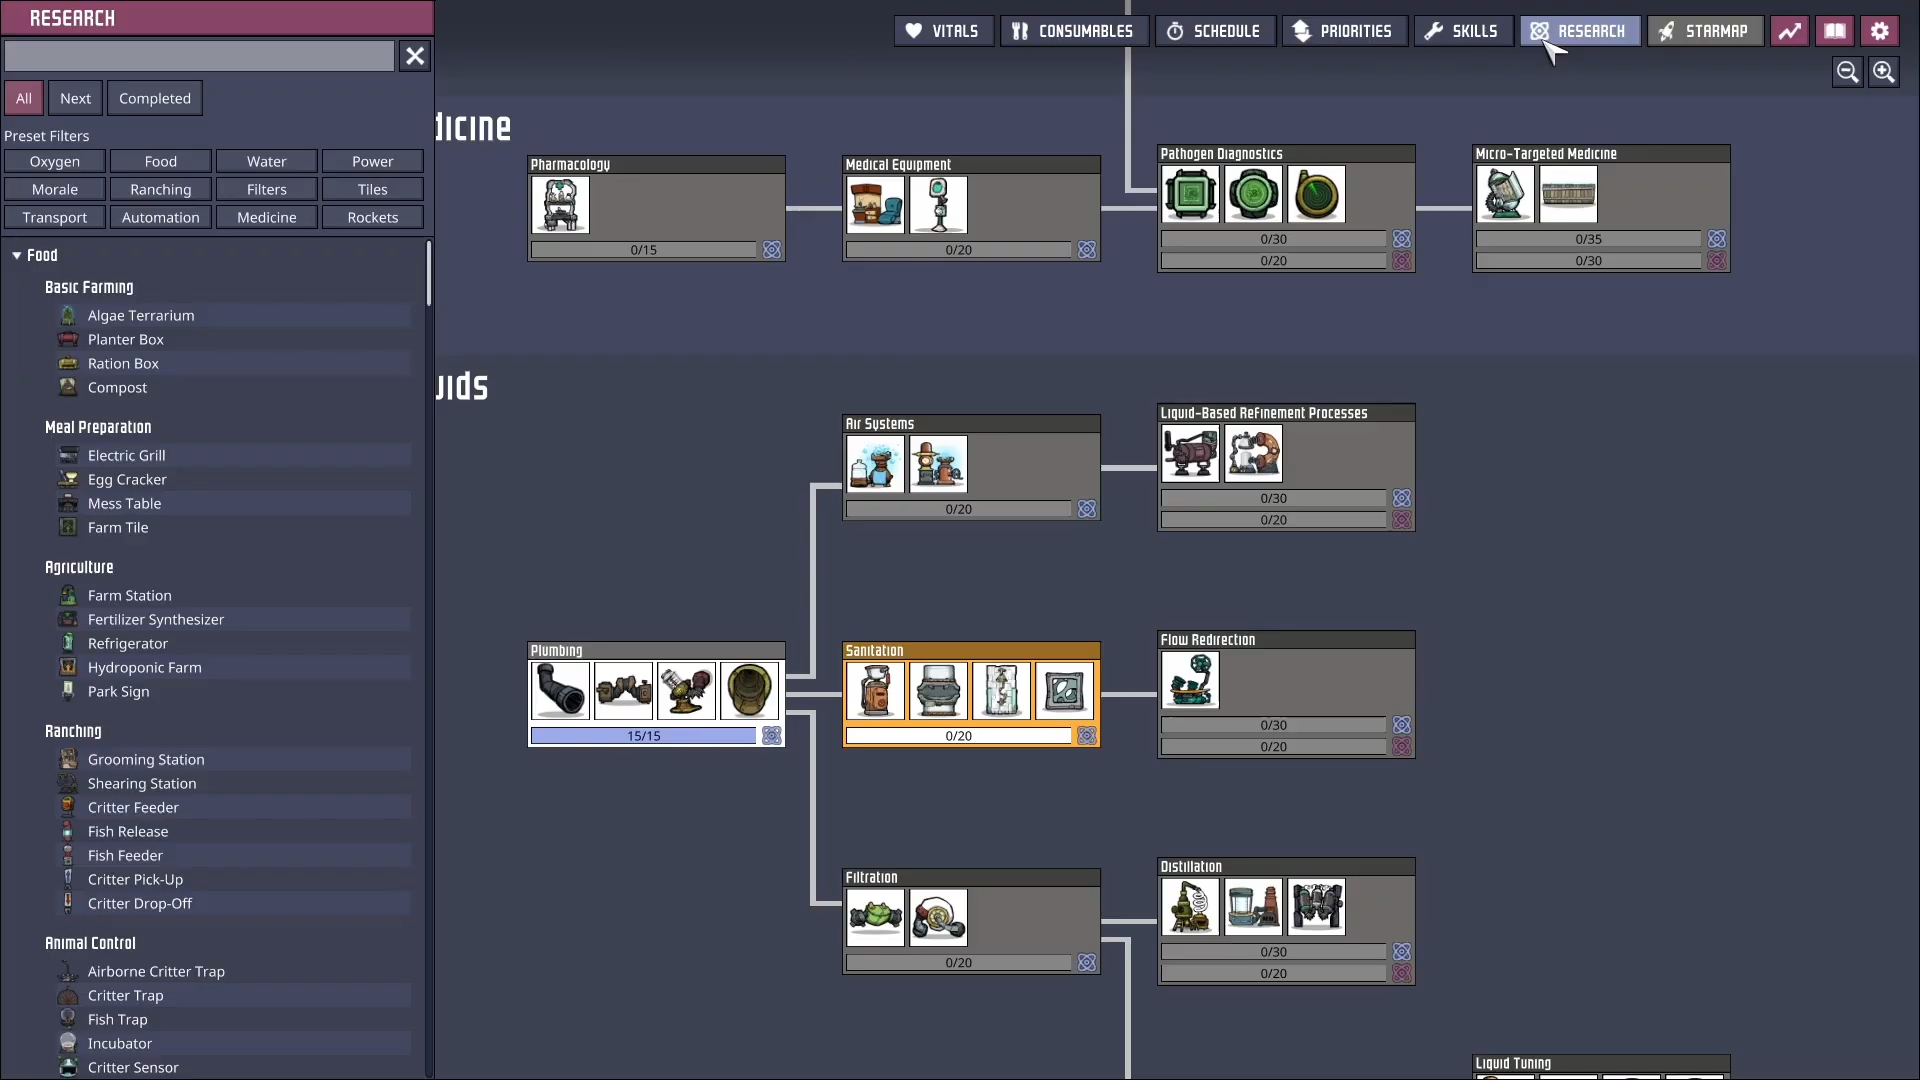 RESEARCH
VITALS CONSUMABLES SCHEDULE PRIORITIES SKILLS RESEARCH STARMAP
All Next Completed
Preset Filters
Oxygen Food Water Power
Morale Ranching Filters Tiles
Transport Automation Medicine Rockets
Food
Basic Farming
Algae Terrarium
Planter Box
Ration Box
Compost
Meal Preparation
Electric Grill
Egg Cracker
Mess Table
Farm Tile
Agriculture
Farm Station
Fertilizer Synthesizer
Refrigerator
Hydroponic Farm
Park Sign
Ranching
Grooming Station
Shearing Station
Critter Feeder
Fish Release
Fish Feeder
Critter Pick-Up
Critter Drop-Off
Animal Control
Airborne Critter Trap
Critter Trap
Fish Trap
Incubator
Critter Sensor
dicine
Pharmacology
0/15
Medical Equipment
0/20
Pathogen Diagnostics
0/30
0/20
Micro-Targeted Medicine
0/35
0/30
uids
Air Systems
0/20
Liquid-Based Refinement Processes
0/30
0/20
Plumbing
15/15
Sanitation
0/20
Flow Redirection
0/30
0/20
Filtration
0/20
Distillation
0/30
0/20
Liquid Tuning